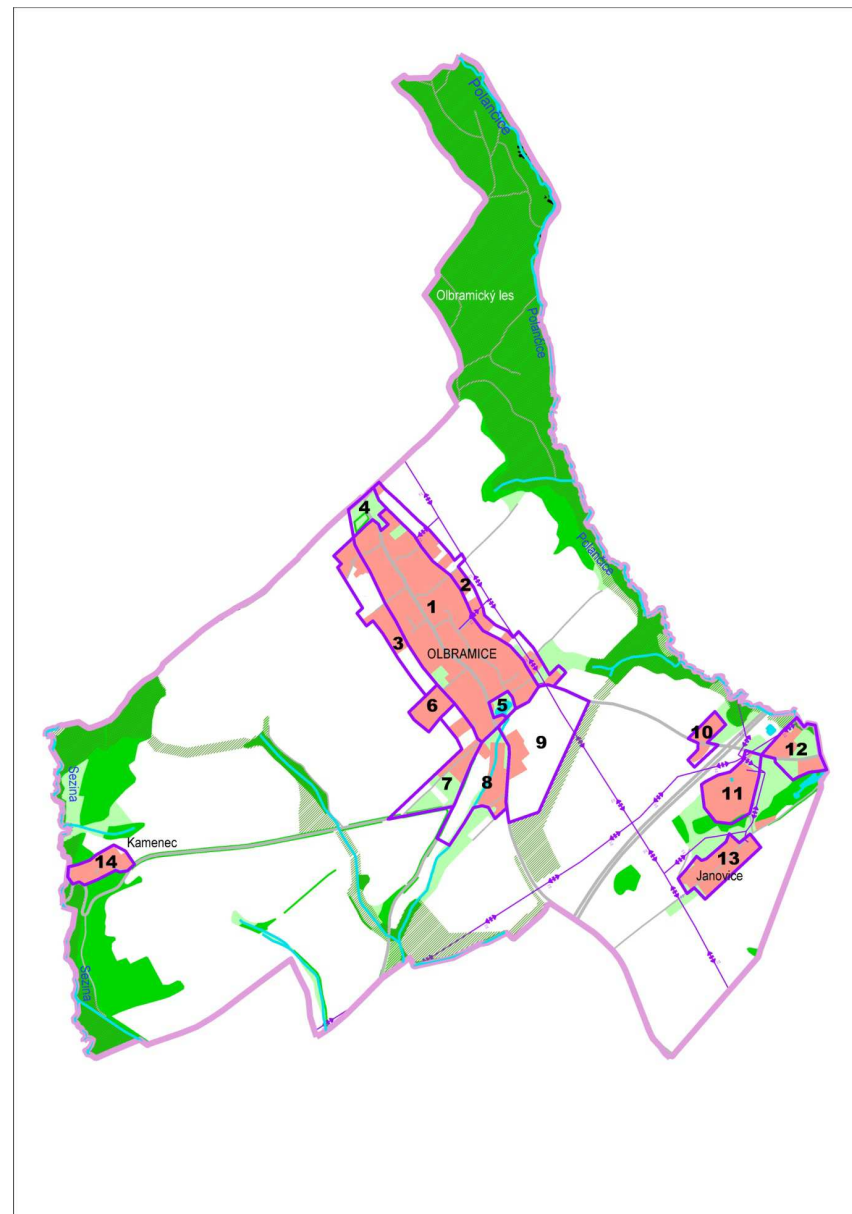 Polančice
Olbramický les
Polančice
4
Polančice
2
1
3
OLBRAMICE
6
5
10
9
12
7
8
11
Sezina
Kamenec
14
13
Janovice
Sezina